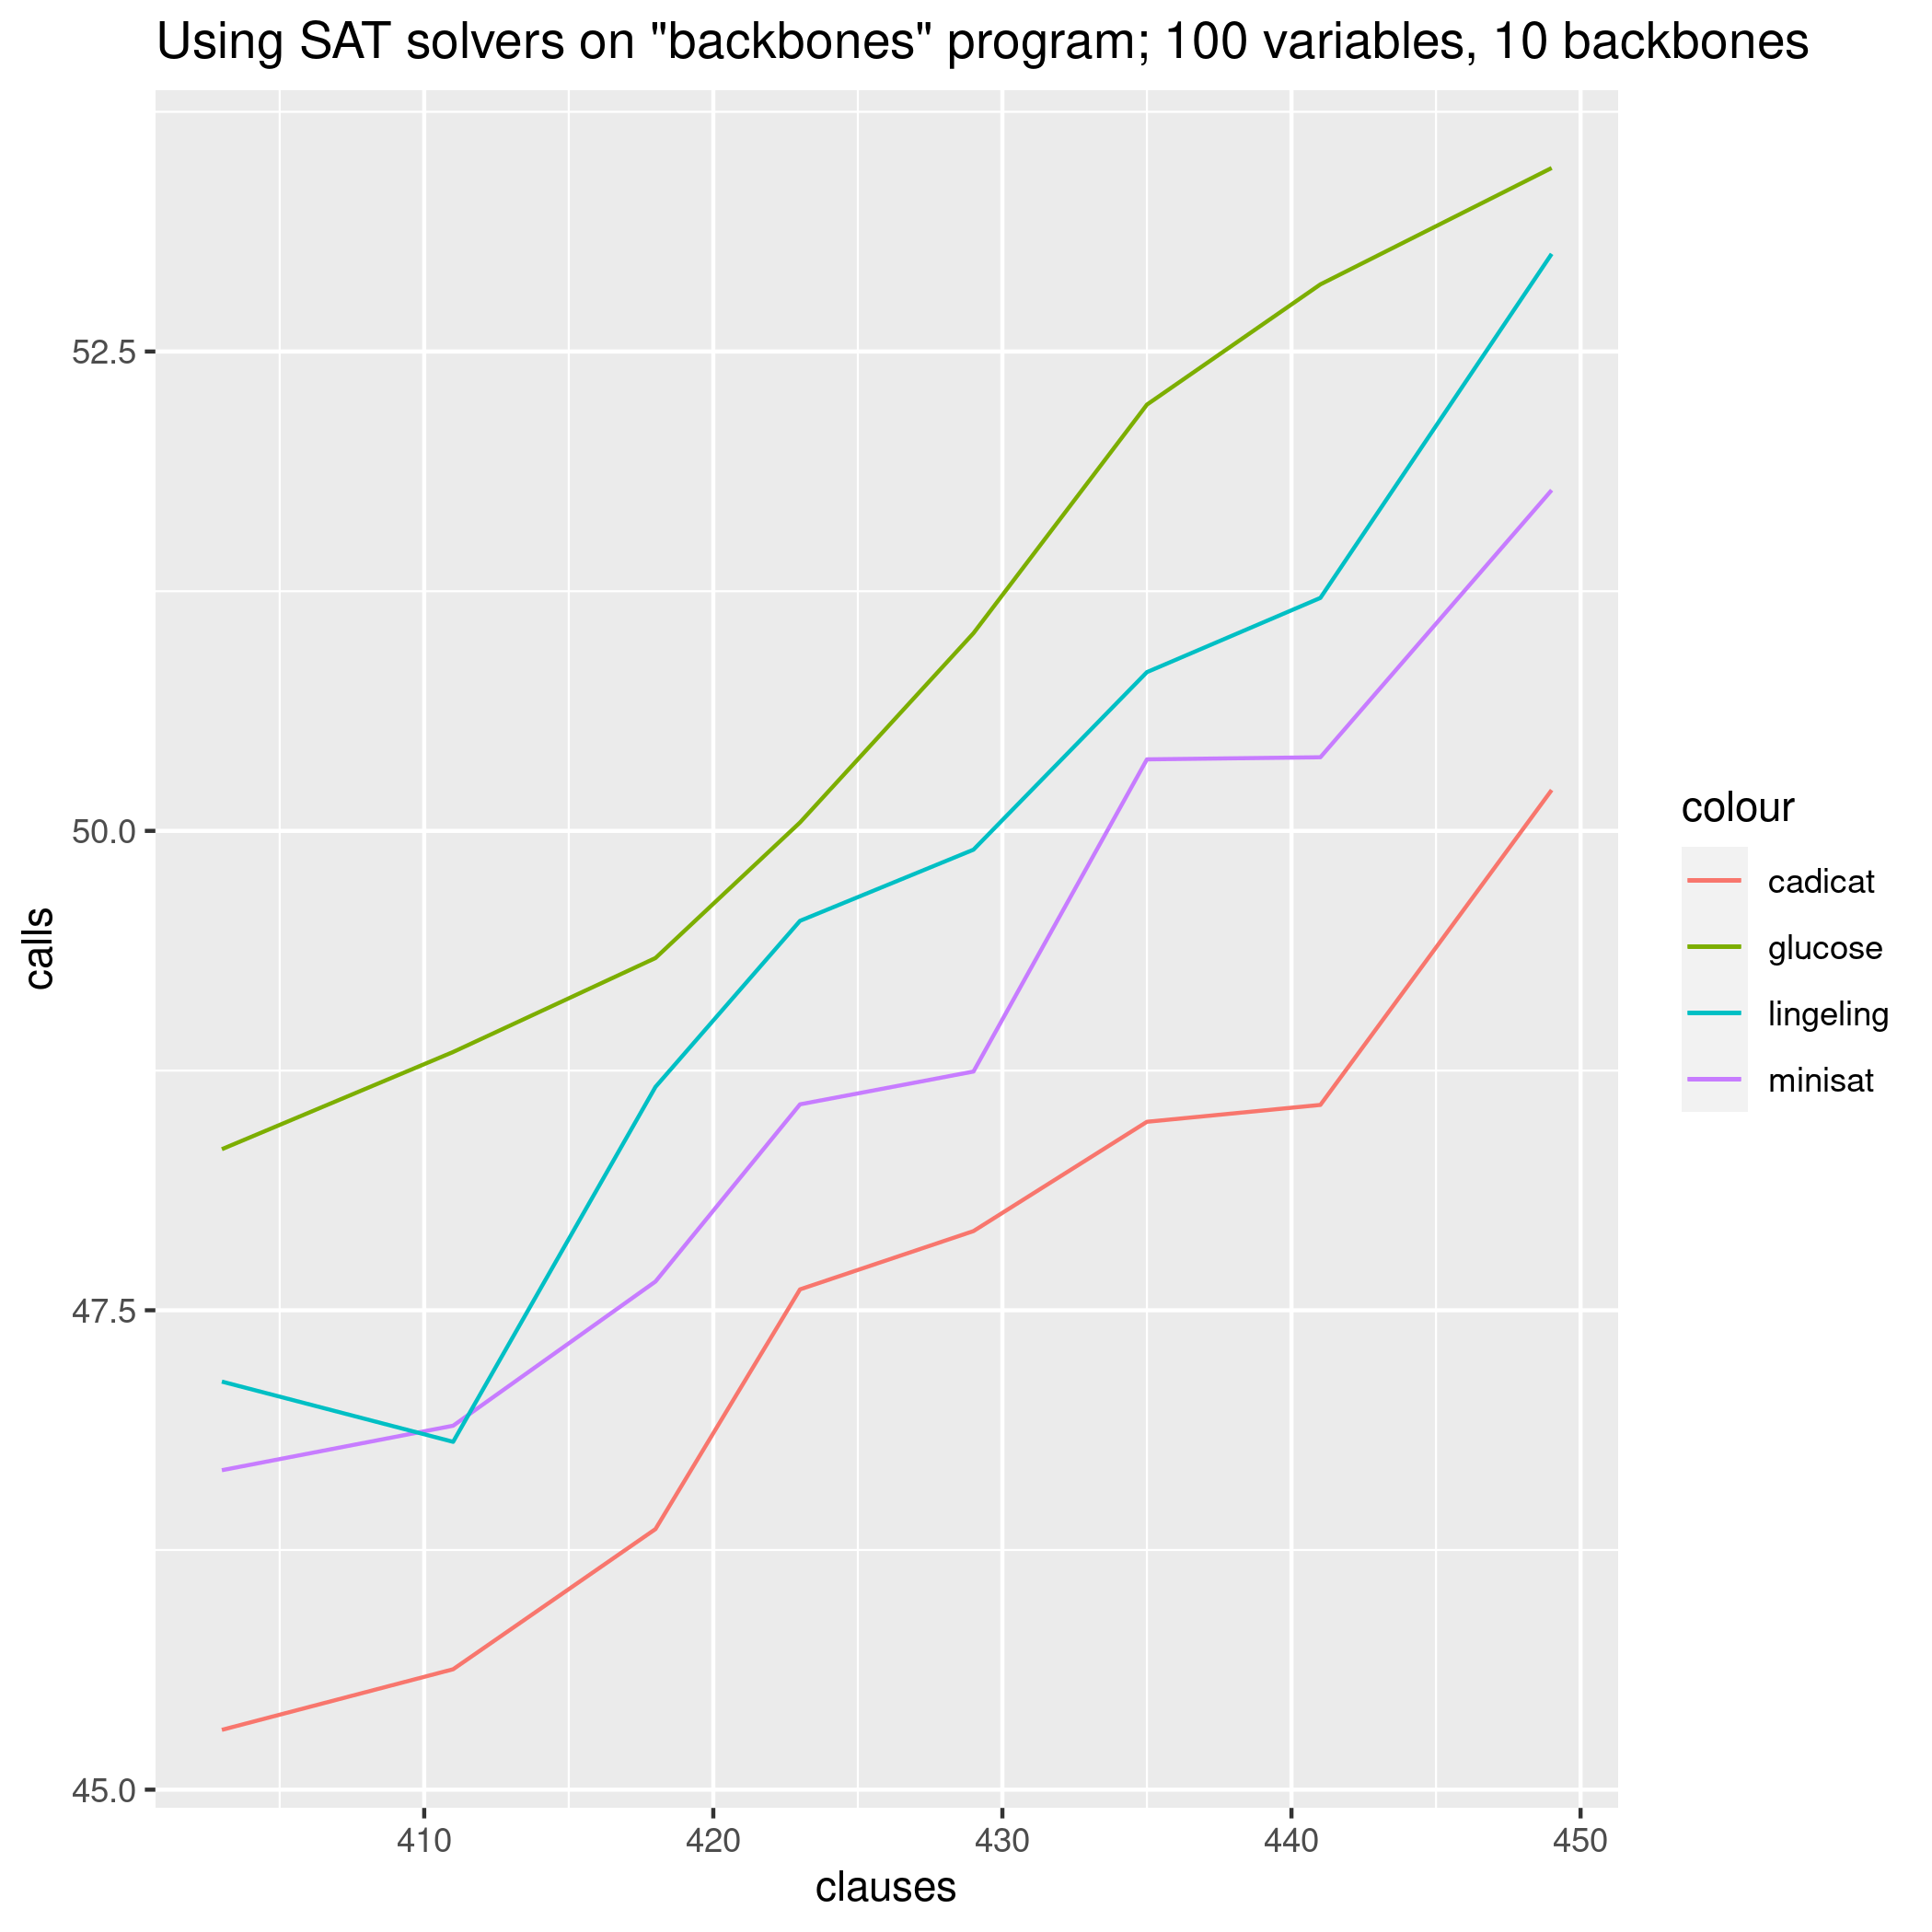 Using SAT solvers on "backbones" program; 100 variables, 10 backbones
52.5
50.0
47.5
45.0
calls
410 420 430 440 450
clauses
colour
cadicat
glucose
lingeling
minisat